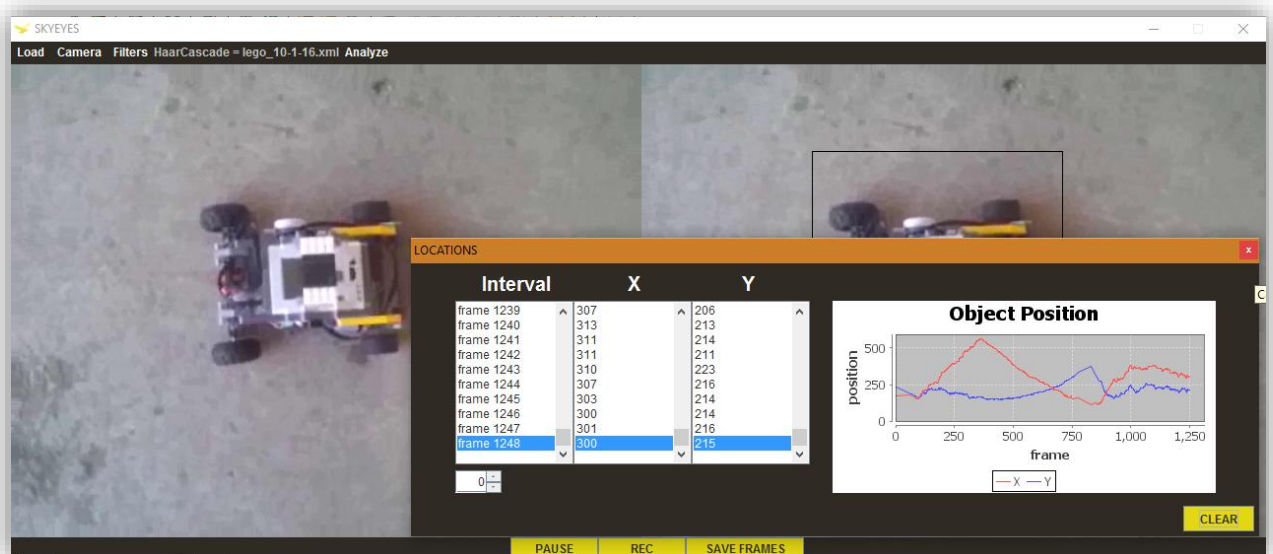 SKYEYES
Load Camera Filters HaarCascade = lego_10-1-16.xml Analyze
LOCATIONS
Interval X Y
frame 1239 307 206
frame 1240 313 213
frame 1241 311 214
frame 1242 311 211
frame 1243 310 223
frame 1244 307 216
frame 1245 303 214
frame 1246 300 214
frame 1247 301 216
frame 1248 300 215
0
Object Position
position
500
250
0
0 250 500 750 1,000 1,250
frame
X Y
CLEAR
PAUSE REC SAVE FRAMES